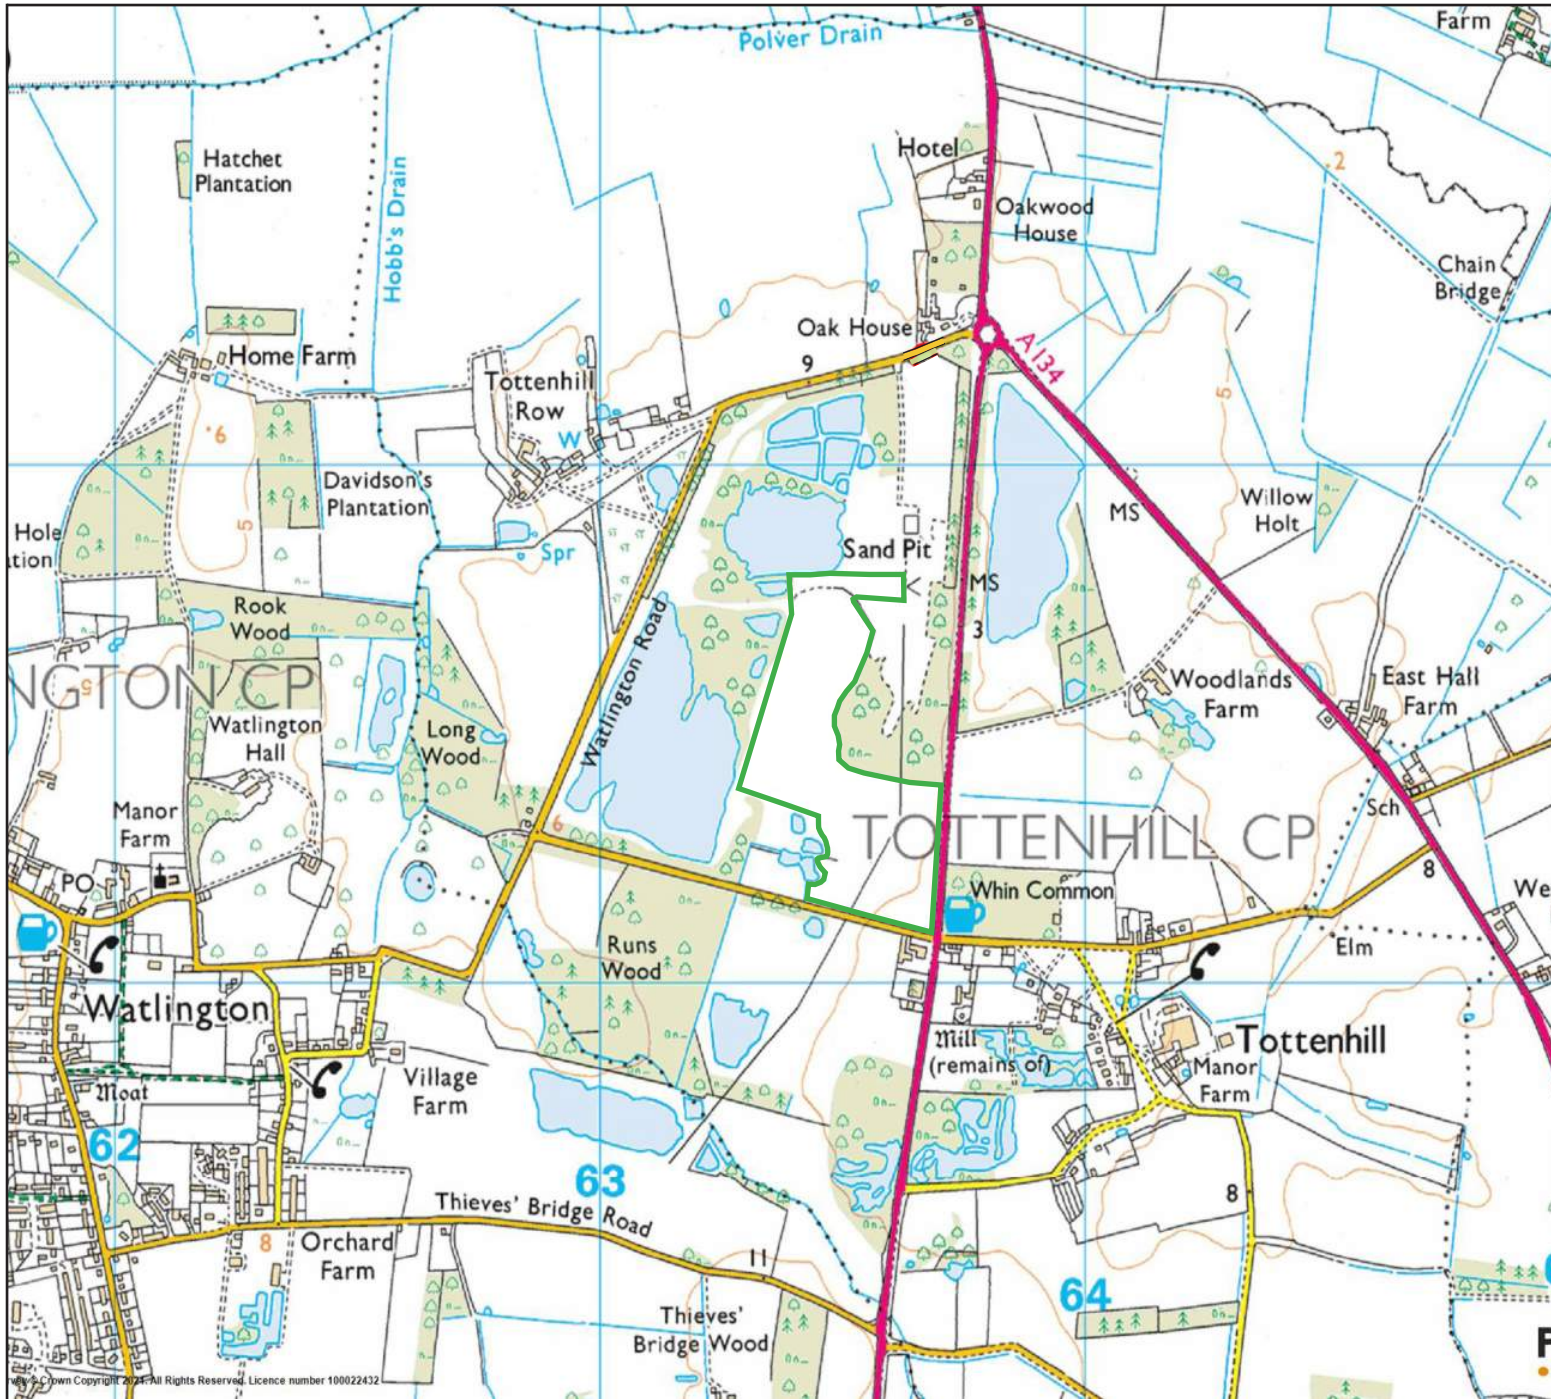 Polver Drain
Farm
Hatchet
Plantation
Hobb's Drain
Hotel
2
Oakwood
House
Chain
Bridge
Oak House
A 134
Home Farm
9
5
Tottenhill
Row
W
6
Davidson's
Plantation
MS
Willow
Holt
Hole
5
Spr
Sand Pit
MS
Rook
Wood
Watlington Road
3
NGTON CP
5
Woodlands
Farm
East Hall
Farm
Watlington
Hall
Long
Wood
Manor
Farm
6
Sch
TOTTENHILL CP
PO
8
Whin Common
We
Runs
Wood
Elm
Watlington
Mill
(remains of)
Tottenhill
Manor
Farm
Moat
Village
Farm
62
63
8
Thieves' Bridge Road
8
Orchard
Farm
11
64
Thieves'
Bridge Wood
Crown Copyright 2021. All Rights Reserved. Licence number 100022432